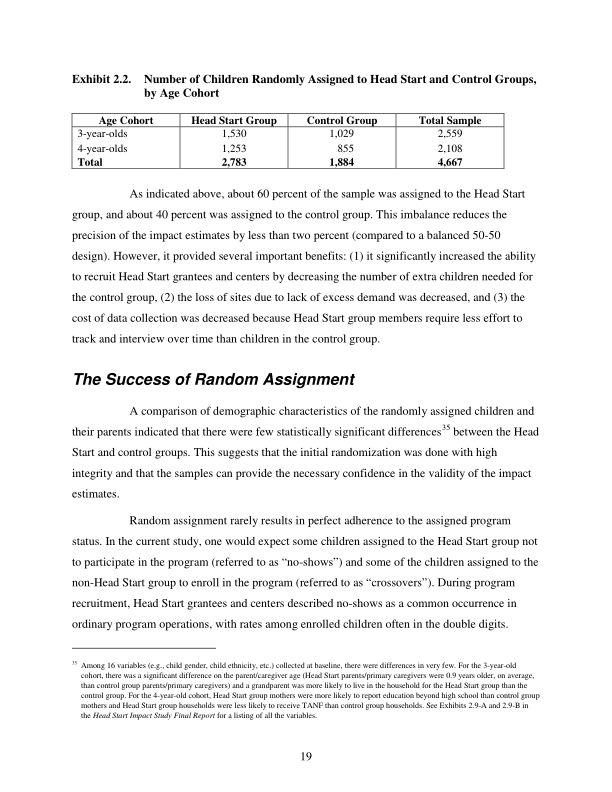 Exhibit 2.2. Number of Children Randomly Assigned to Head Start and Control Groups,
by Age Cohort
Age Cohort Head Start Group Control Group Total Sample
3-year-olds 1,530 1,029 2,559
4-year-olds 1,253 855 2,108
Total 2,783 1,884 4,667
As indicated above, about 60 percent of the sample was assigned to the Head Start
group, and about 40 percent was assigned to the control group. This imbalance reduces the
precision of the impact estimates by less than two percent (compared to a balanced 50-50
design). However, it provided several important benefits: (1) it significantly increased the ability
to recruit Head Start grantees and centers by decreasing the number of extra children needed for
the control group, (2) the loss of sites due to lack of excess demand was decreased, and (3) the
cost of data collection was decreased because Head Start group members require less effort to
track and interview over time than children in the control group.
The Success of Random Assignment
A comparison of demographic characteristics of the randomly assigned children and
their parents indicated that there were few statistically significant differences35 between the Head
Start and control groups. This suggests that the initial randomization was done with high
integrity and that the samples can provide the necessary confidence in the validity of the impact
estimates.
Random assignment rarely results in perfect adherence to the assigned program
status. In the current study, one would expect some children assigned to the Head Start group not
to participate in the program (referred to as “no-shows”) and some of the children assigned to the
non-Head Start group to enroll in the program (referred to as “crossovers”). During program
recruitment, Head Start grantees and centers described no-shows as a common occurrence in
ordinary program operations, with rates among enrolled children often in the double digits.
35 Among 16 variables (e.g., child gender, child ethnicity, etc.) collected at baseline, there were differences in very few. For the 3-year-old
cohort, there was a significant difference on the parent/caregiver age (Head Start parents/primary caregivers were 0.9 years older, on average,
than control group parents/primary caregivers) and a grandparent was more likely to live in the household for the Head Start group than the
control group. For the 4-year-old cohort, Head Start group mothers were more likely to report education beyond high school than control group
mothers and Head Start group households were less likely to receive TANF than control group households. See Exhibits 2.9-A and 2.9-B in
the Head Start Impact Study Final Report for a listing of all the variables.
19